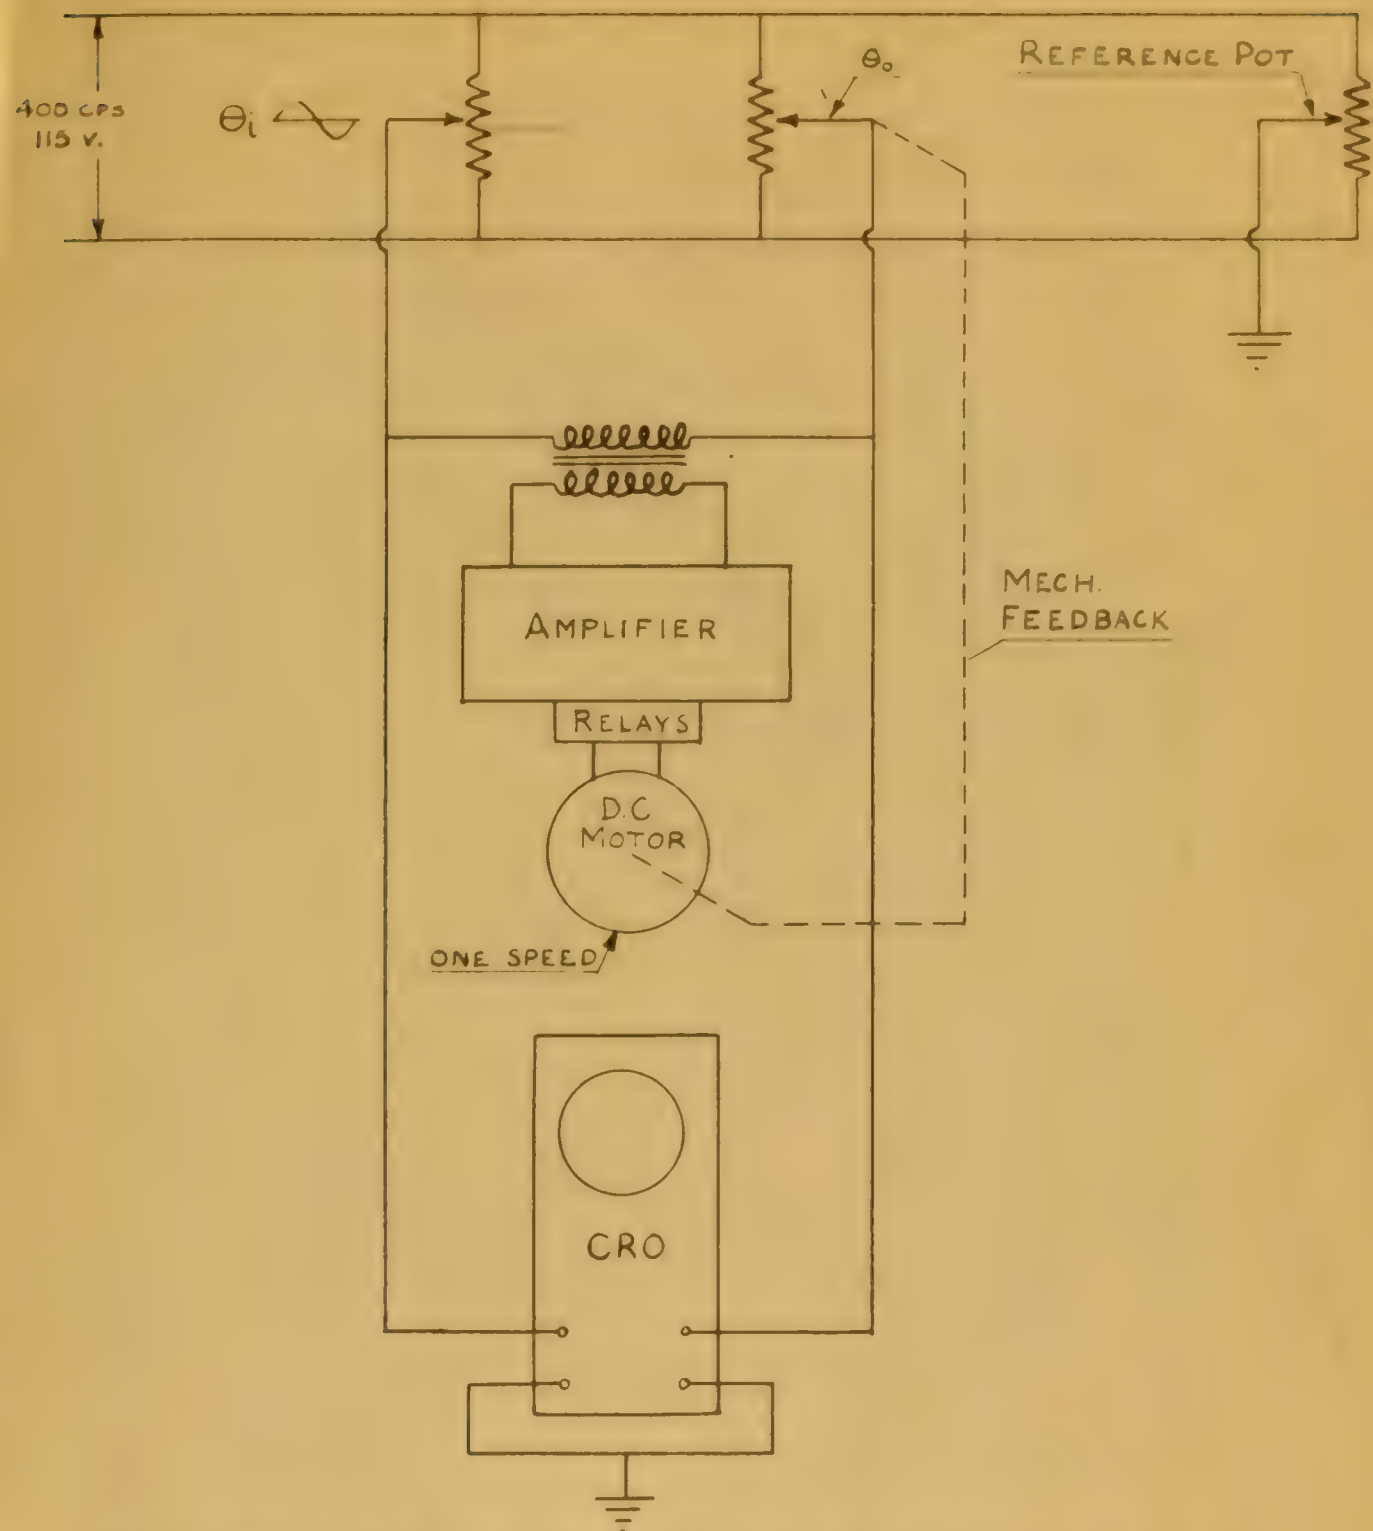 400 CPS
115 V.
θi
θo
REFERENCE POT
MECH.
FEEDBACK
AMPLIFIER
RELAYS
D.C
MOTOR
ONE SPEED
CRO